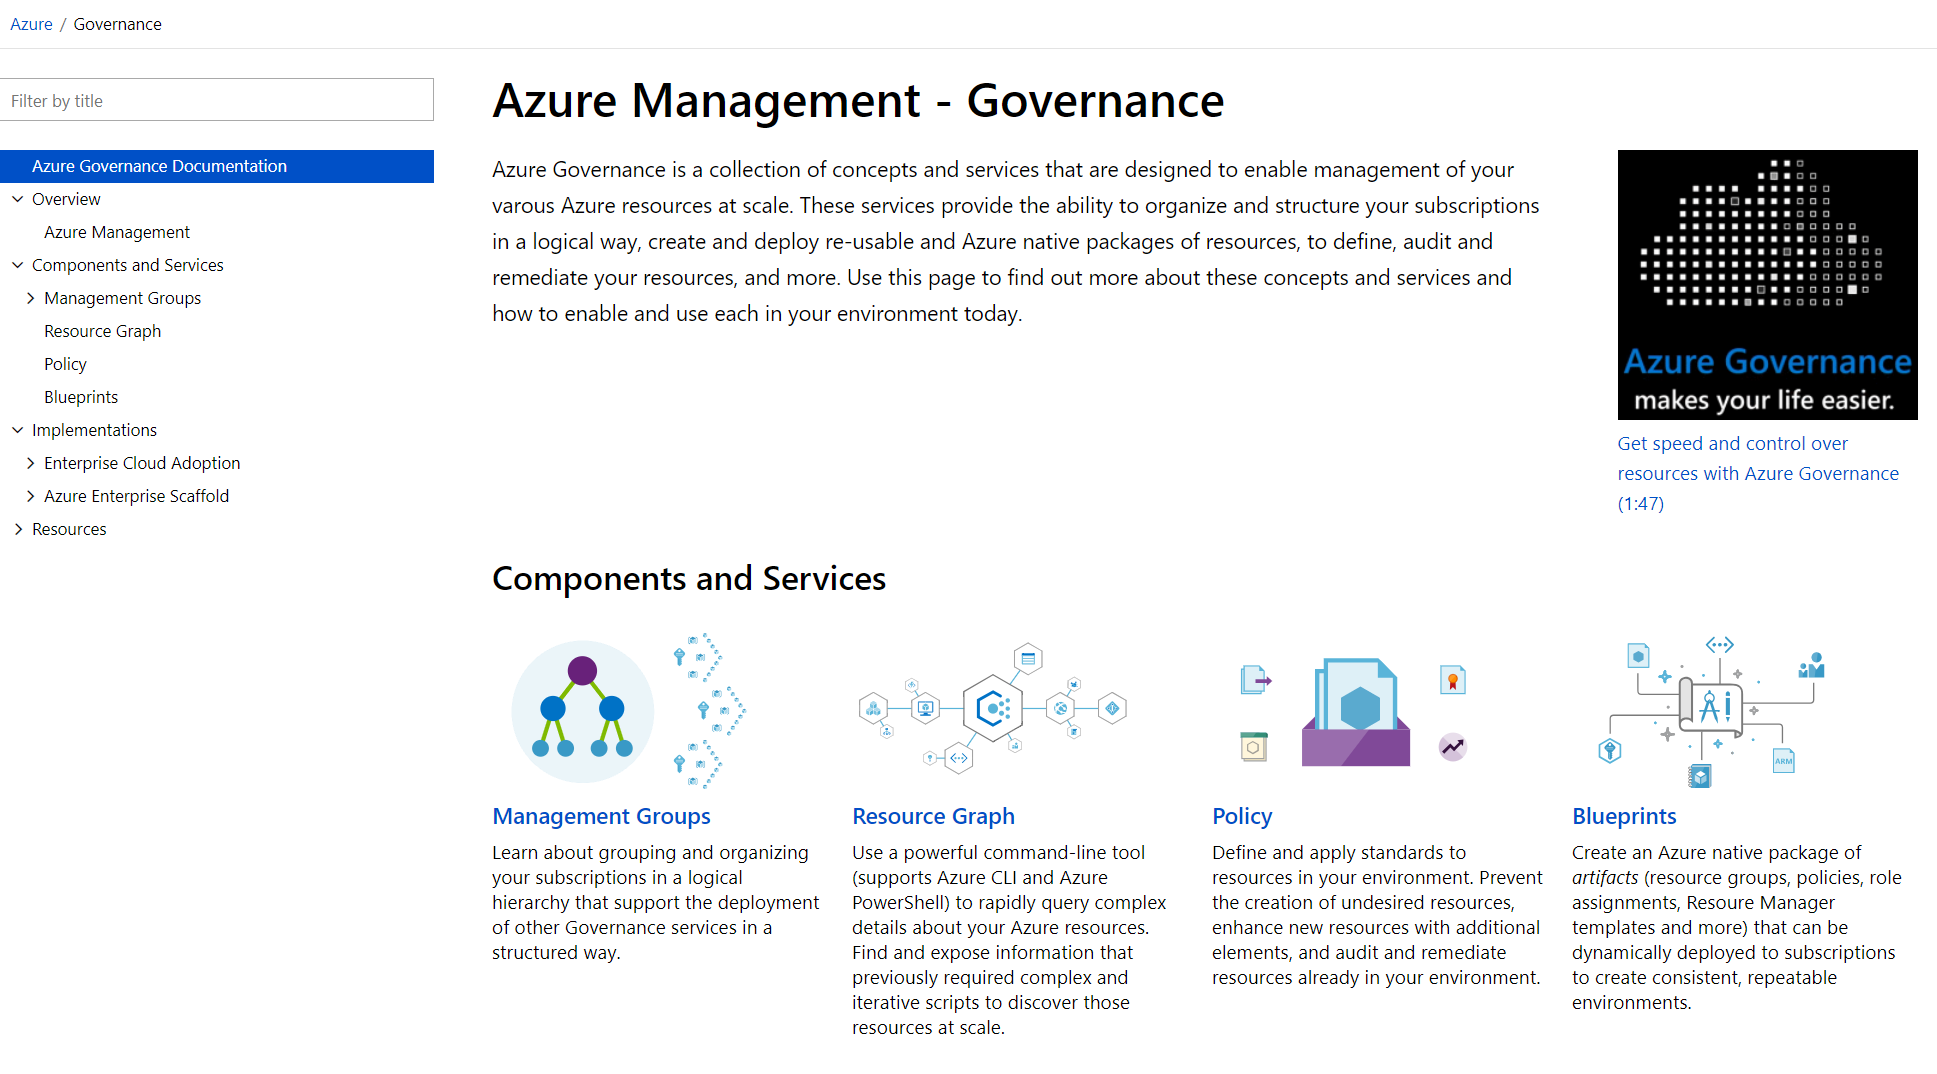 Azure / Governance
Filter by title
Azure Governance Documentation
Overview
Azure Management
Components and Services
Management Groups
Resource Graph
Policy
Blueprints
Implementations
Enterprise Cloud Adoption
Azure Enterprise Scaffold
Resources
Azure Management - Governance
Azure Governance is a collection of concepts and services that are designed to enable management of your
varous Azure resources at scale. These services provide the ability to organize and structure your subscriptions
in a logical way, create and deploy re-usable and Azure native packages of resources, to define, audit and
remediate your resources, and more. Use this page to find out more about these concepts and services and
how to enable and use each in your environment today.
Azure Governance
makes your life easier.
Get speed and control over
resources with Azure Governance
(1:47)
Components and Services
ARM
Management Groups
Learn about grouping and organizing
your subscriptions in a logical
hierarchy that support the deployment
of other Governance services in a
structured way.
Resource Graph
Use a powerful command-line tool
(supports Azure CLI and Azure
PowerShell) to rapidly query complex
details about your Azure resources.
Find and expose information that
previously required complex and
iterative scripts to discover those
resources at scale.
Policy
Define and apply standards to
resources in your environment. Prevent
the creation of undesired resources,
enhance new resources with additional
elements, and audit and remediate
resources already in your environment.
Blueprints
Create an Azure native package of
artifacts (resource groups, policies, role
assignments, Resoure Manager
templates and more) that can be
dynamically deployed to subscriptions
to create consistent, repeatable
environments.